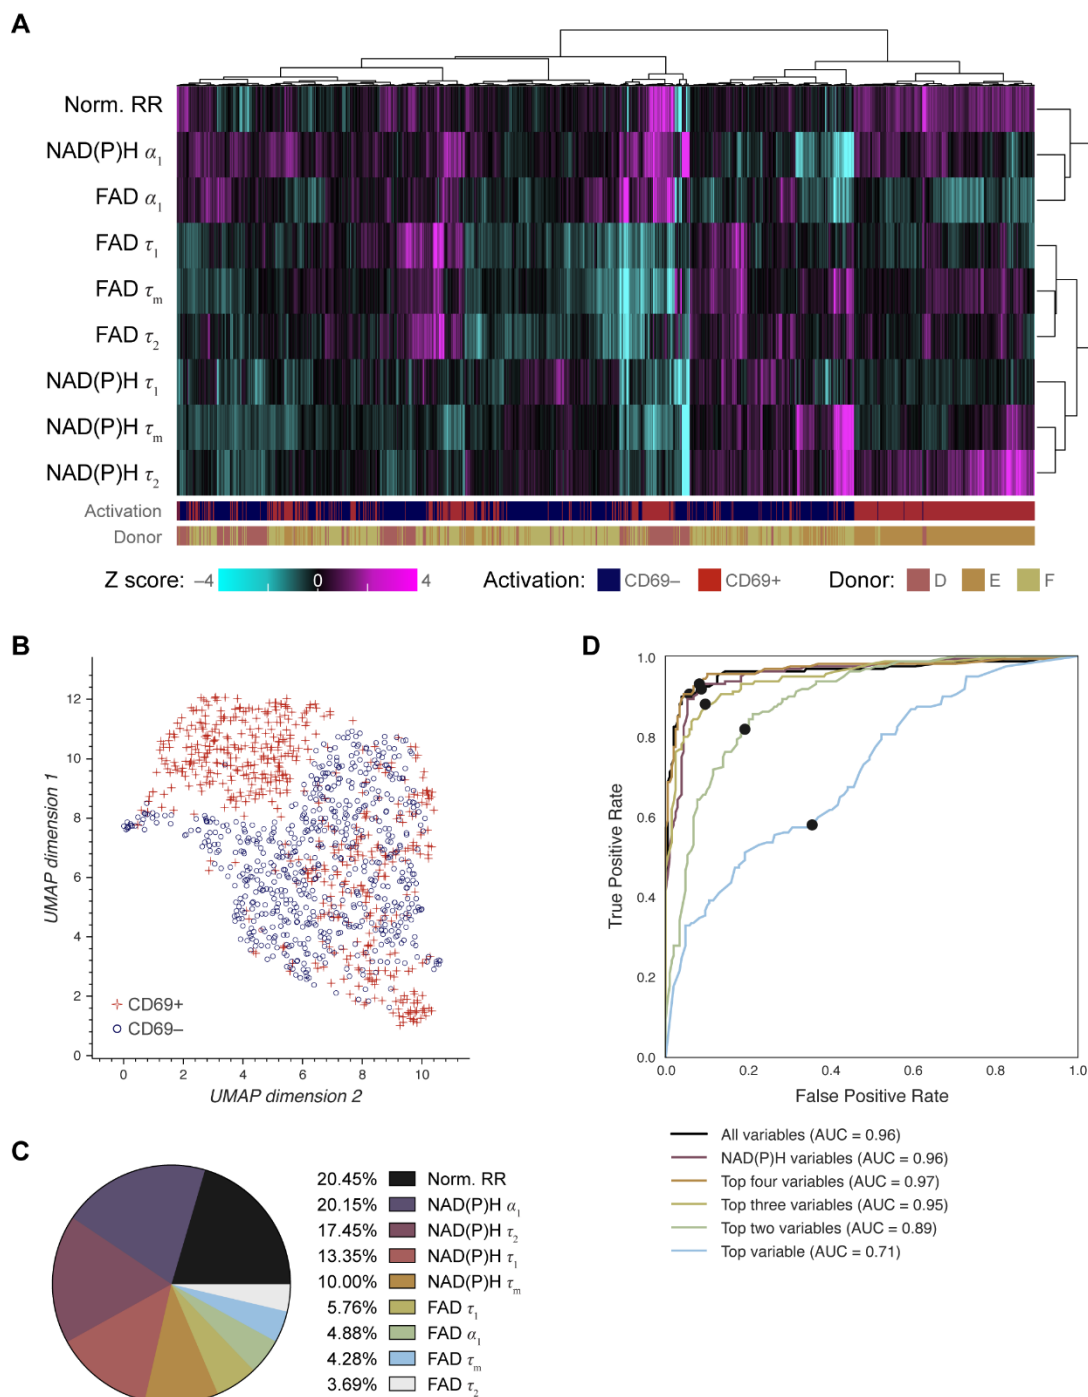 A
Norm. RR
NAD(P)H α1
FAD α1
FAD τ1
FAD τm
FAD τ2
NAD(P)H τ1
NAD(P)H τm
NAD(P)H τ2
Activation
Donor
Z score: –4 0 4 Activation: CD69– CD69+ Donor: D E F
B
12
10
8
6
4
2
0
UMAP dimension 1
CD69+
CD69–
0 2 4 6 8 10
UMAP dimension 2
C
20.45% Norm. RR
20.15% NAD(P)H α1
17.45% NAD(P)H τ2
13.35% NAD(P)H τ1
10.00% NAD(P)H τm
5.76% FAD τ1
4.88% FAD α1
4.28% FAD τm
3.69% FAD τ2
D
1.0
0.8
0.6
0.4
0.2
0.0
True Positive Rate
0.0 0.2 0.4 0.6 0.8 1.0
False Positive Rate
All variables (AUC = 0.96)
NAD(P)H variables (AUC = 0.96)
Top four variables (AUC = 0.97)
Top three variables (AUC = 0.95)
Top two variables (AUC = 0.89)
Top variable (AUC = 0.71)